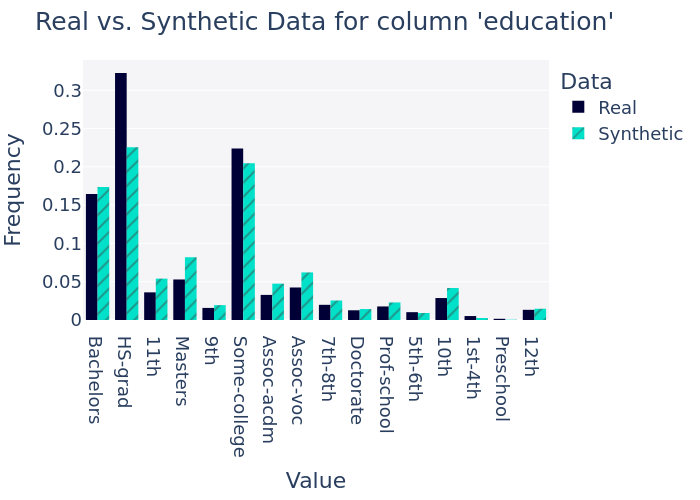 Real vs. Synthetic Data for column 'education'
Data
Real
Synthetic
Frequency
0.3
0.25
0.2
0.15
0.1
0.05
0
Bachelors
HS-grad
11th
Masters
9th
Some-college
Assoc-acdm
Assoc-voc
7th-8th
Doctorate
Prof-school
5th-6th
10th
1st-4th
Preschool
12th
Value